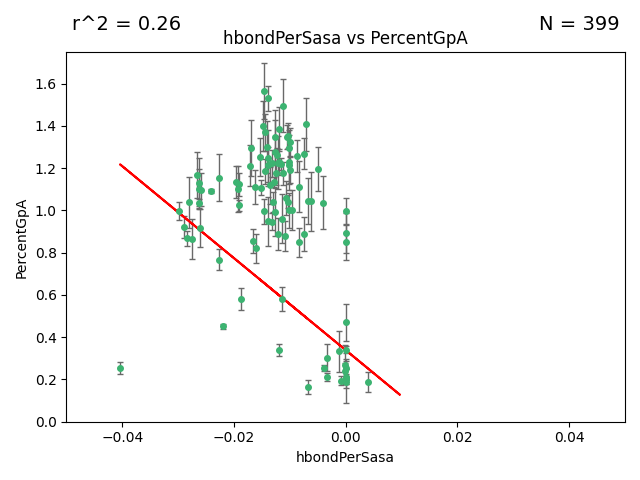 r^2 = 0.26
N = 399
hbondPerSasa vs PercentGpA
PercentGpA
1.6
1.4
1.2
1.0
0.8
0.6
0.4
0.2
0.0
−0.04
−0.02
0.00
0.02
0.04
hbondPerSasa